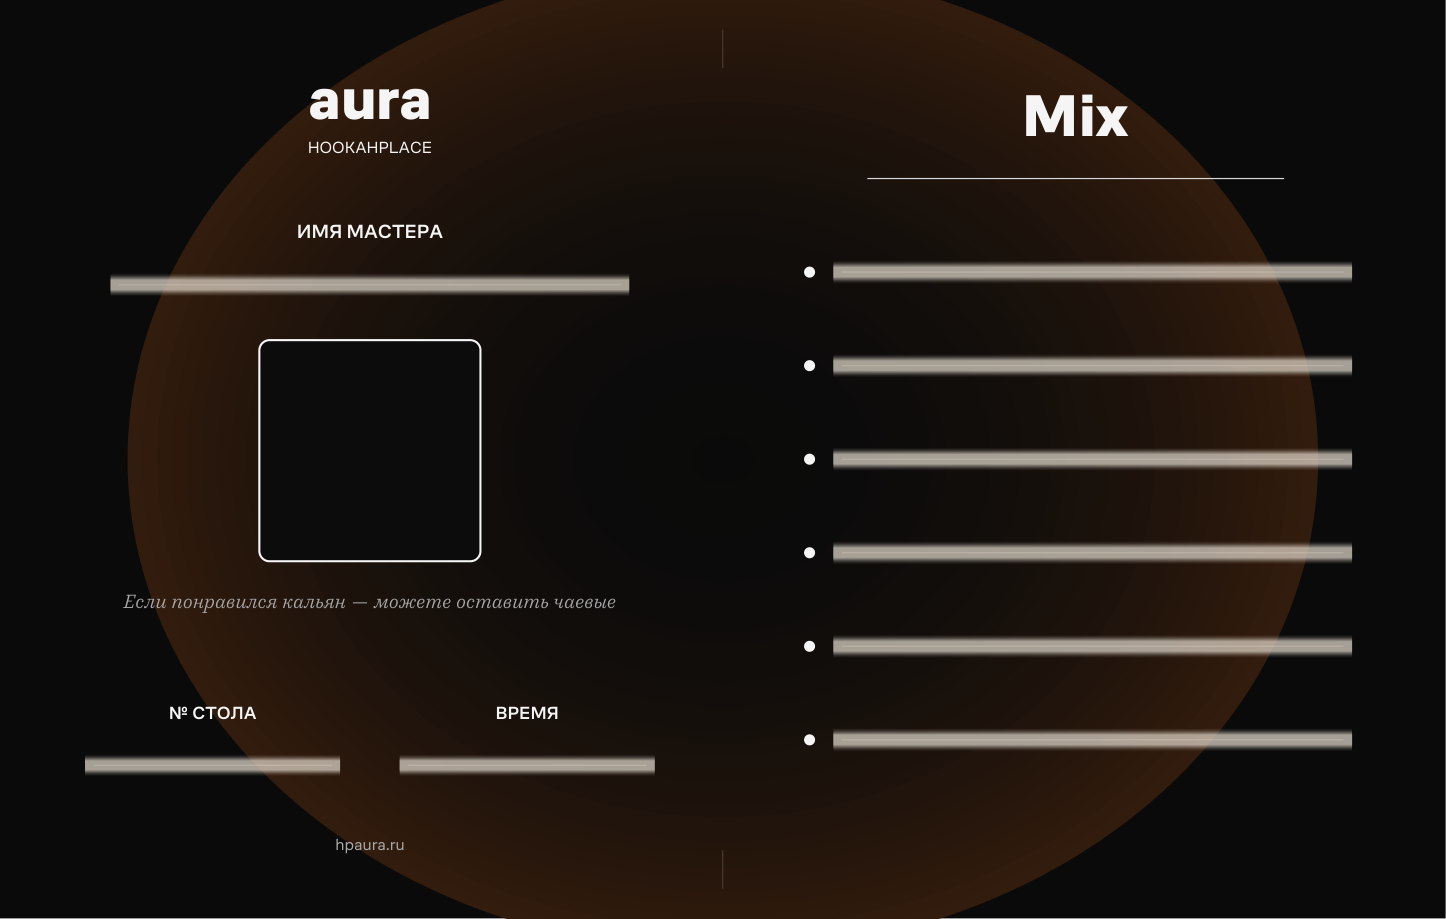 aura
HOOKAHPLACE
ИМЯ МАСТЕРА
Если понравился кальян — можете оставить чаевые
№ СТОЛА
ВРЕМЯ
hpaura.ru
Mix